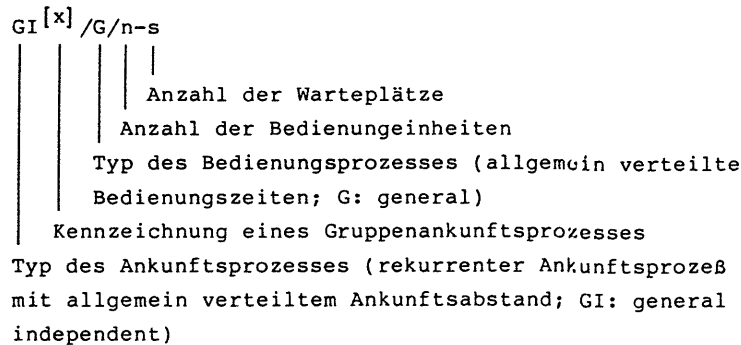 GI[x]/G/n-s
Anzahl der Warteplätze
Anzahl der Bedienungeinheiten
Typ des Bedienungsprozesses (allgemein verteilte
Bedienungszeiten; G: general)
Kennzeichnung eines Gruppenankunftsprozesses
Typ des Ankunftsprozesses (rekurrenter Ankunftsprozeß
mit allgemein verteiltem Ankunftsabstand; GI: general
independent)